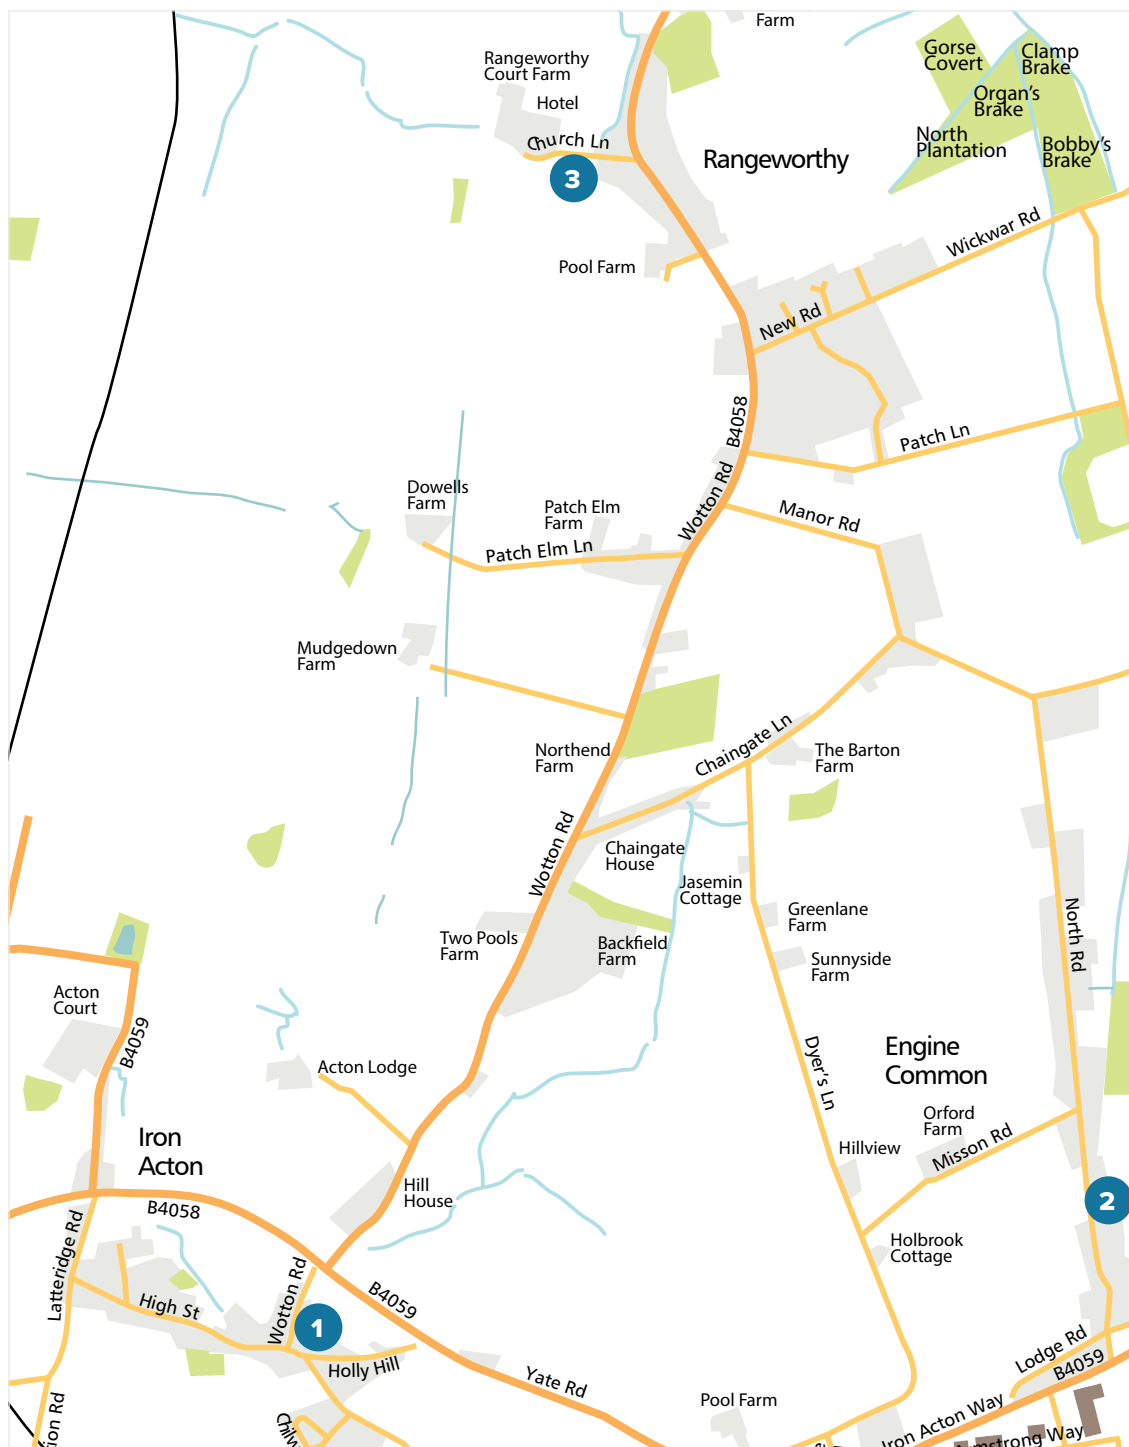 Farm
Gorse
Covert
Clamp
Brake
Rangeworthy
Court Farm
Hotel
Organ's
Brake
North
Plantation
Bobby's
Brake
Church Ln
Rangeworthy
3
Wickwar Rd
Pool Farm
New Rd
B4058
Patch Ln
Wotton Rd
Dowells
Farm
Patch Elm
Farm
Manor Rd
Patch Elm Ln
Mudgedown
Farm
Chaingate Ln
Northend
Farm
The Barton
Farm
Wotton Rd
Chaingate
House
Jasemin
Cottage
Greenlane
Farm
North Rd
Two Pools
Farm
Backfield
Farm
Sunnyside
Farm
Acton
Court
B4059
Acton Lodge
Dyer's Ln
Engine
Common
Orford
Farm
Misson Rd
Iron
Acton
Hillview
Hill
House
2
B4058
Latteridge Rd
Holbrook
Cottage
Wotton Rd
B4059
High St
1
Holly Hill
Lodge Rd
B4059
Yate Rd
Pool Farm
Iron Acton Way